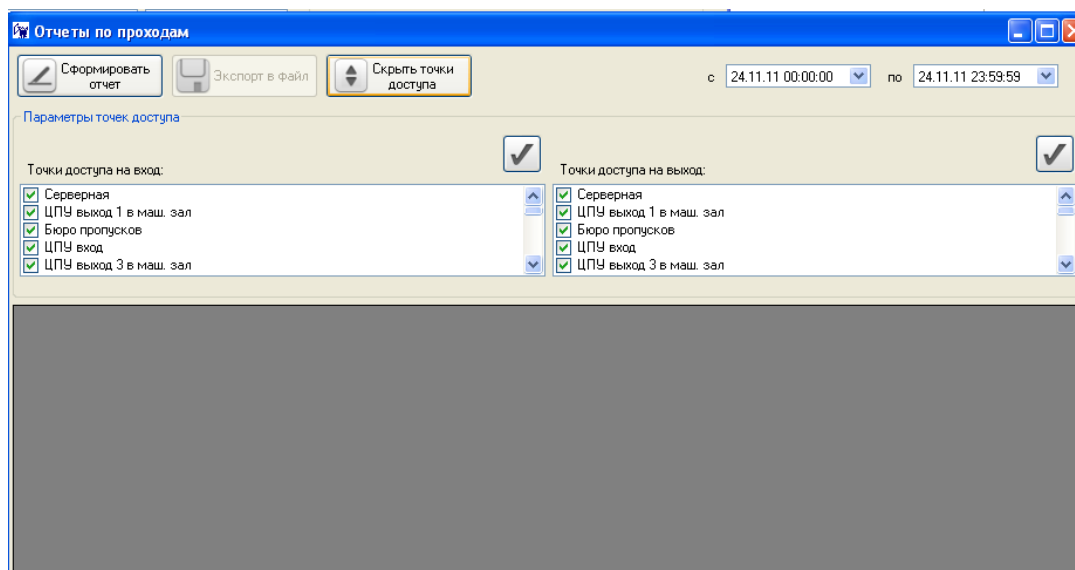 Отчеты по проходам
Сформировать отчет
Экспорт в файл
Скрыть точки доступа
с 24.11.11 00:00:00 по 24.11.11 23:59:59
Параметры точек доступа
Точки доступа на вход:
Серверная
ЦПУ выход 1 в маш. зал
Бюро пропусков
ЦПУ вход
ЦПУ выход 3 в маш. зал
Точки доступа на выход:
Серверная
ЦПУ выход 1 в маш. зал
Бюро пропусков
ЦПУ вход
ЦПУ выход 3 в маш. зал